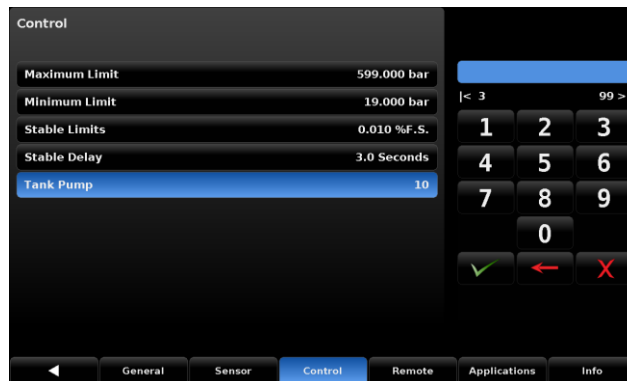 Control
Maximum Limit 599.000 bar
Minimum Limit 19.000 bar
Stable Limits 0.010 %F.S.
Stable Delay 3.0 Seconds
Tank Pump 10
|< 3 99 >
1 2 3
4 5 6
7 8 9
0
X
General Sensor Control Remote Applications Info